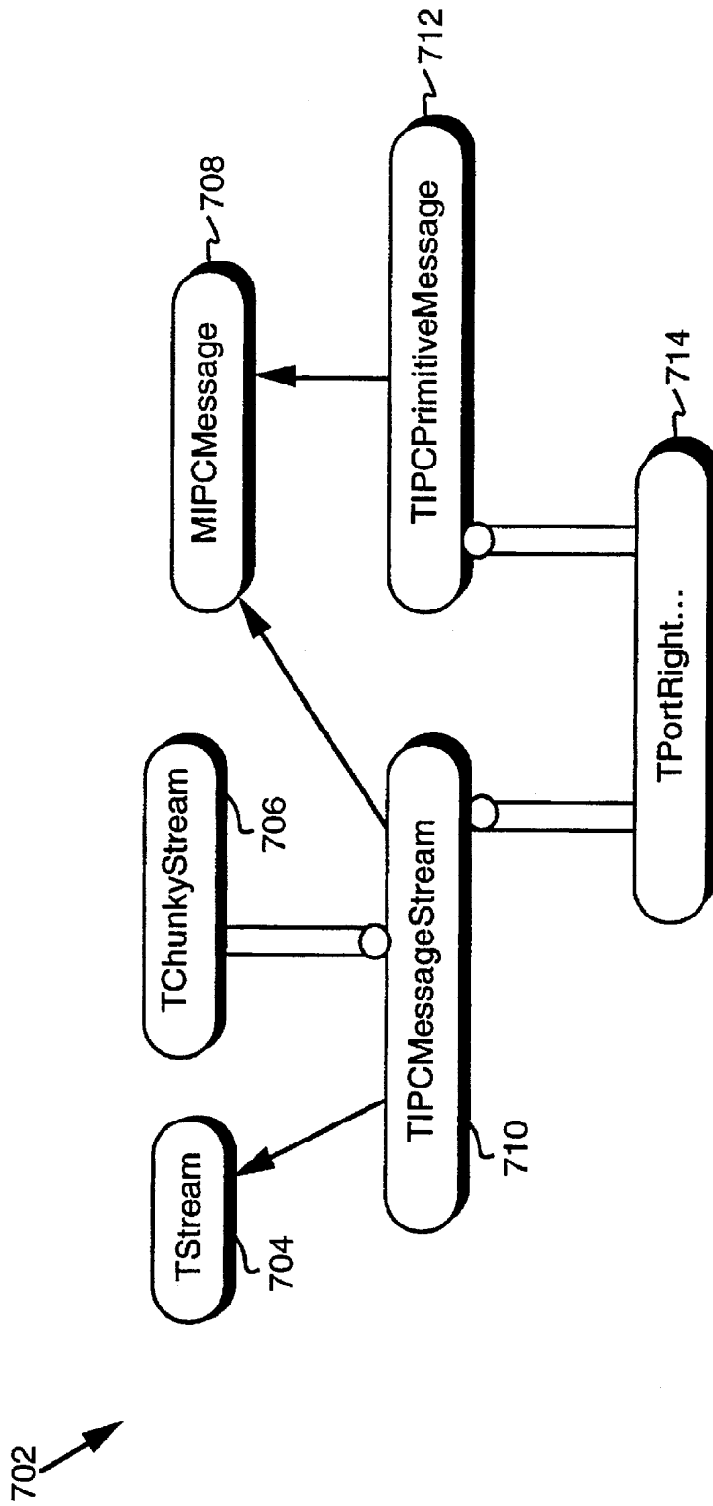 702
TStream
704
TChunkyStream
706
MIPCMessage
708
TIPCMessageStream
710
TIPCPrimitiveMessage
712
TPortRight...
714